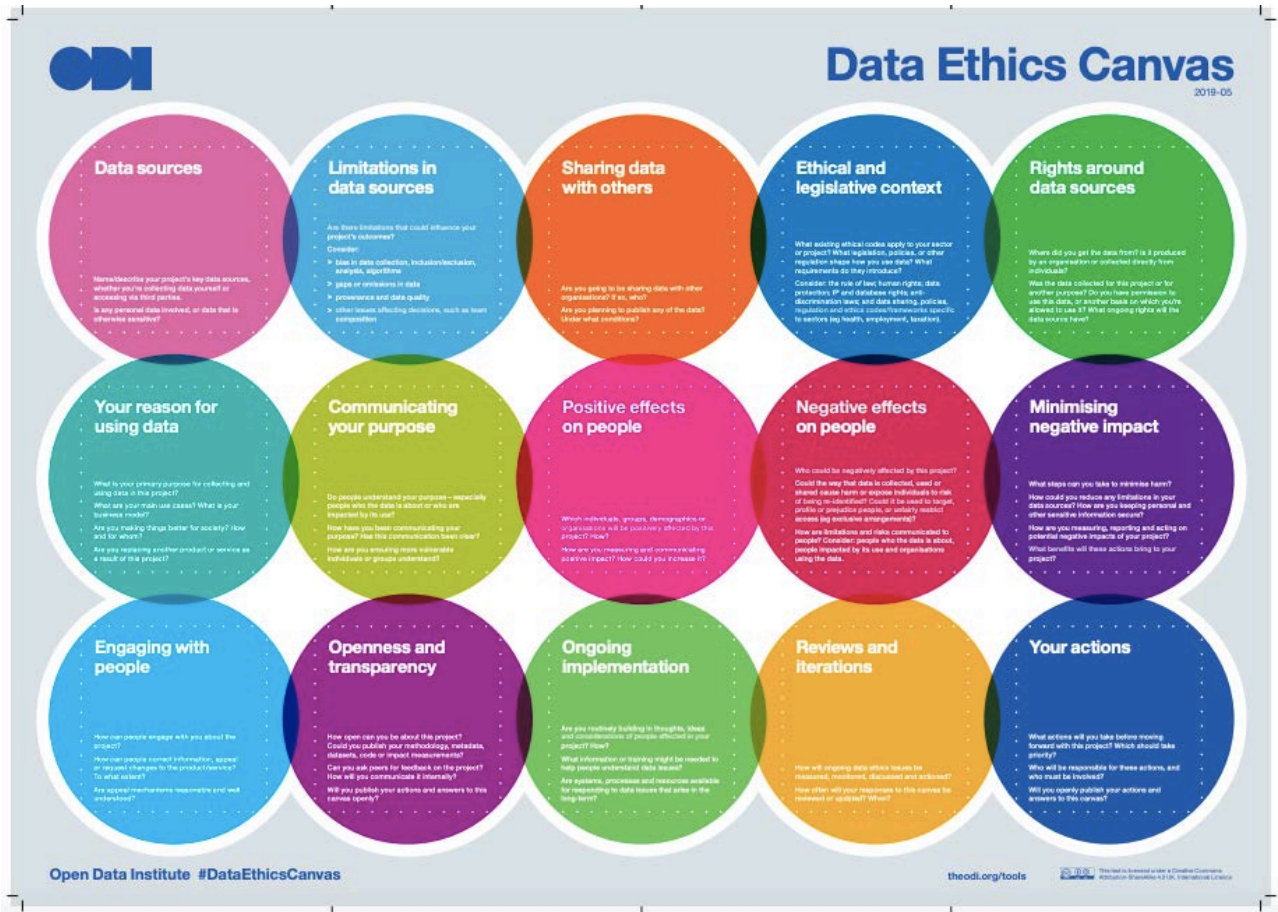 ODI
Data Ethics Canvas
2019-05
Data sources
Name/describe your project's key data sources,
whether you're collecting data yourself or
accessing via third parties.
Is any personal data involved, or data that is
otherwise sensitive?
Limitations in
data sources
Are there limitations that could influence your
project's outcomes?
Consider:
> bias in data collection, inclusion/exclusion,
analysis, algorithms
> gaps or omissions in data
> provenance and data quality
> other issues affecting decisions, such as team
composition
Sharing data
with others
Are you going to be sharing data with other
organisations? If so, who?
Are you planning to publish any of the data?
Under what conditions?
Ethical and
legislative context
What existing ethical codes apply to your sector
or project? What legislation, policies, or other
regulation shape how you use data? What
requirements do they introduce?
Consider: the rule of law; human rights; data
protection; IP and database rights; anti-
discrimination laws; and data sharing, policies,
regulation and ethics codes/frameworks specific
to sectors (eg health, employment, taxation).
Rights around
data sources
Where did you get the data from? Is it produced
by an organisation or collected directly from
individuals?
Was the data collected for this project or for
another purpose? Do you have permission to
use this data, or another basis on which you're
allowed to use it? What ongoing rights will the
data source have?
Your reason for
using data
What is your primary purpose for collecting and
using data in this project?
What are your main use cases? What is your
business model?
Are you making things better for society? How
and for whom?
Are you replacing another product or service as
a result of this project?
Communicating
your purpose
Do people understand your purpose – especially
people who the data is about or who are
impacted by its use?
How have you been communicating your
purpose? Has this communication been clear?
How are you ensuring more vulnerable
individuals or groups understand?
Positive effects
on people
Which individuals, groups, demographics or
organisations will be positively affected by this
project? How?
How are you measuring and communicating
positive impact? How could you increase it?
Negative effects
on people
Who could be negatively affected by this project?
Could the way that data is collected, used or
shared cause harm or expose individuals to risk
of being re-identified? Could it be used to target,
profile or prejudice people, or unfairly restrict
access (eg exclusive arrangements)?
How are limitations and risks communicated to
people? Consider: people who the data is about,
people impacted by its use and organisations
using the data.
Minimising
negative impact
What steps can you take to minimise harm?
How could you reduce any limitations in your
data sources? How are you keeping personal and
other sensitive information secure?
How are you measuring, reporting and acting on
potential negative impacts of your project?
What benefits will these actions bring to your
project?
Engaging with
people
How can people engage with you about the
project?
How can people correct information, appeal
or request changes to the product/service?
To what extent?
Are appeal mechanisms reasonable and well
understood?
Openness and
transparency
How open can you be about this project?
Could you publish your methodology, metadata,
datasets, code or impact measurements?
Can you ask peers for feedback on the project?
How will you communicate it internally?
Will you publish your actions and answers to this
canvas openly?
Ongoing
implementation
Are you routinely building in thoughts, ideas
and considerations of people affected in your
project? How?
What information or training might be needed to
help people understand data issues?
Are systems, processes and resources available
for responding to data issues that arise in the
long-term?
Reviews and
iterations
How will ongoing data ethics issues be
measured, monitored, discussed and actioned?
How often will your responses to this canvas be
reviewed or updated? When?
Your actions
What actions will you take before moving
forward with this project? Which should take
priority?
Who will be responsible for these actions, and
who must be involved?
Will you openly publish your actions and
answers to this canvas?
Open Data Institute #DataEthicsCanvas
theodi.org/tools
This text is licensed under a Creative Commons
Attribution-ShareAlike 4.0 UK: International Licence